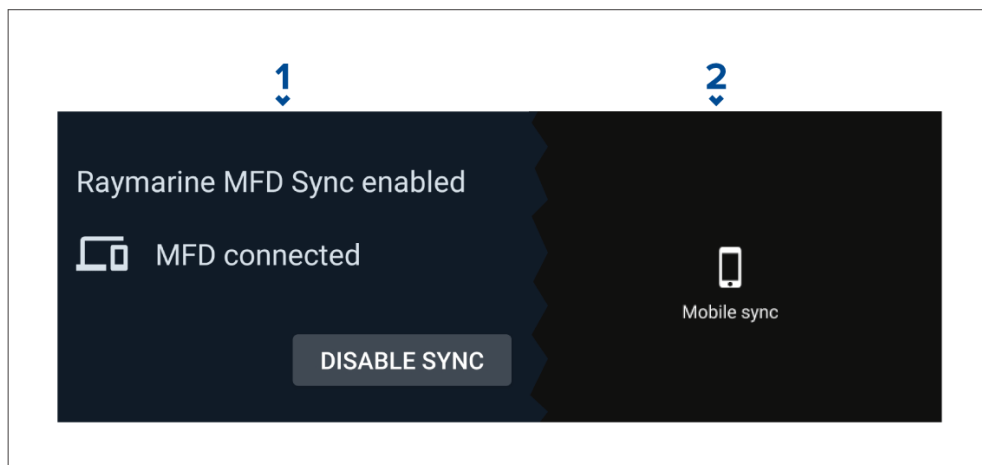 1
2
Raymarine MFD Sync enabled
MFD connected
DISABLE SYNC
Mobile sync